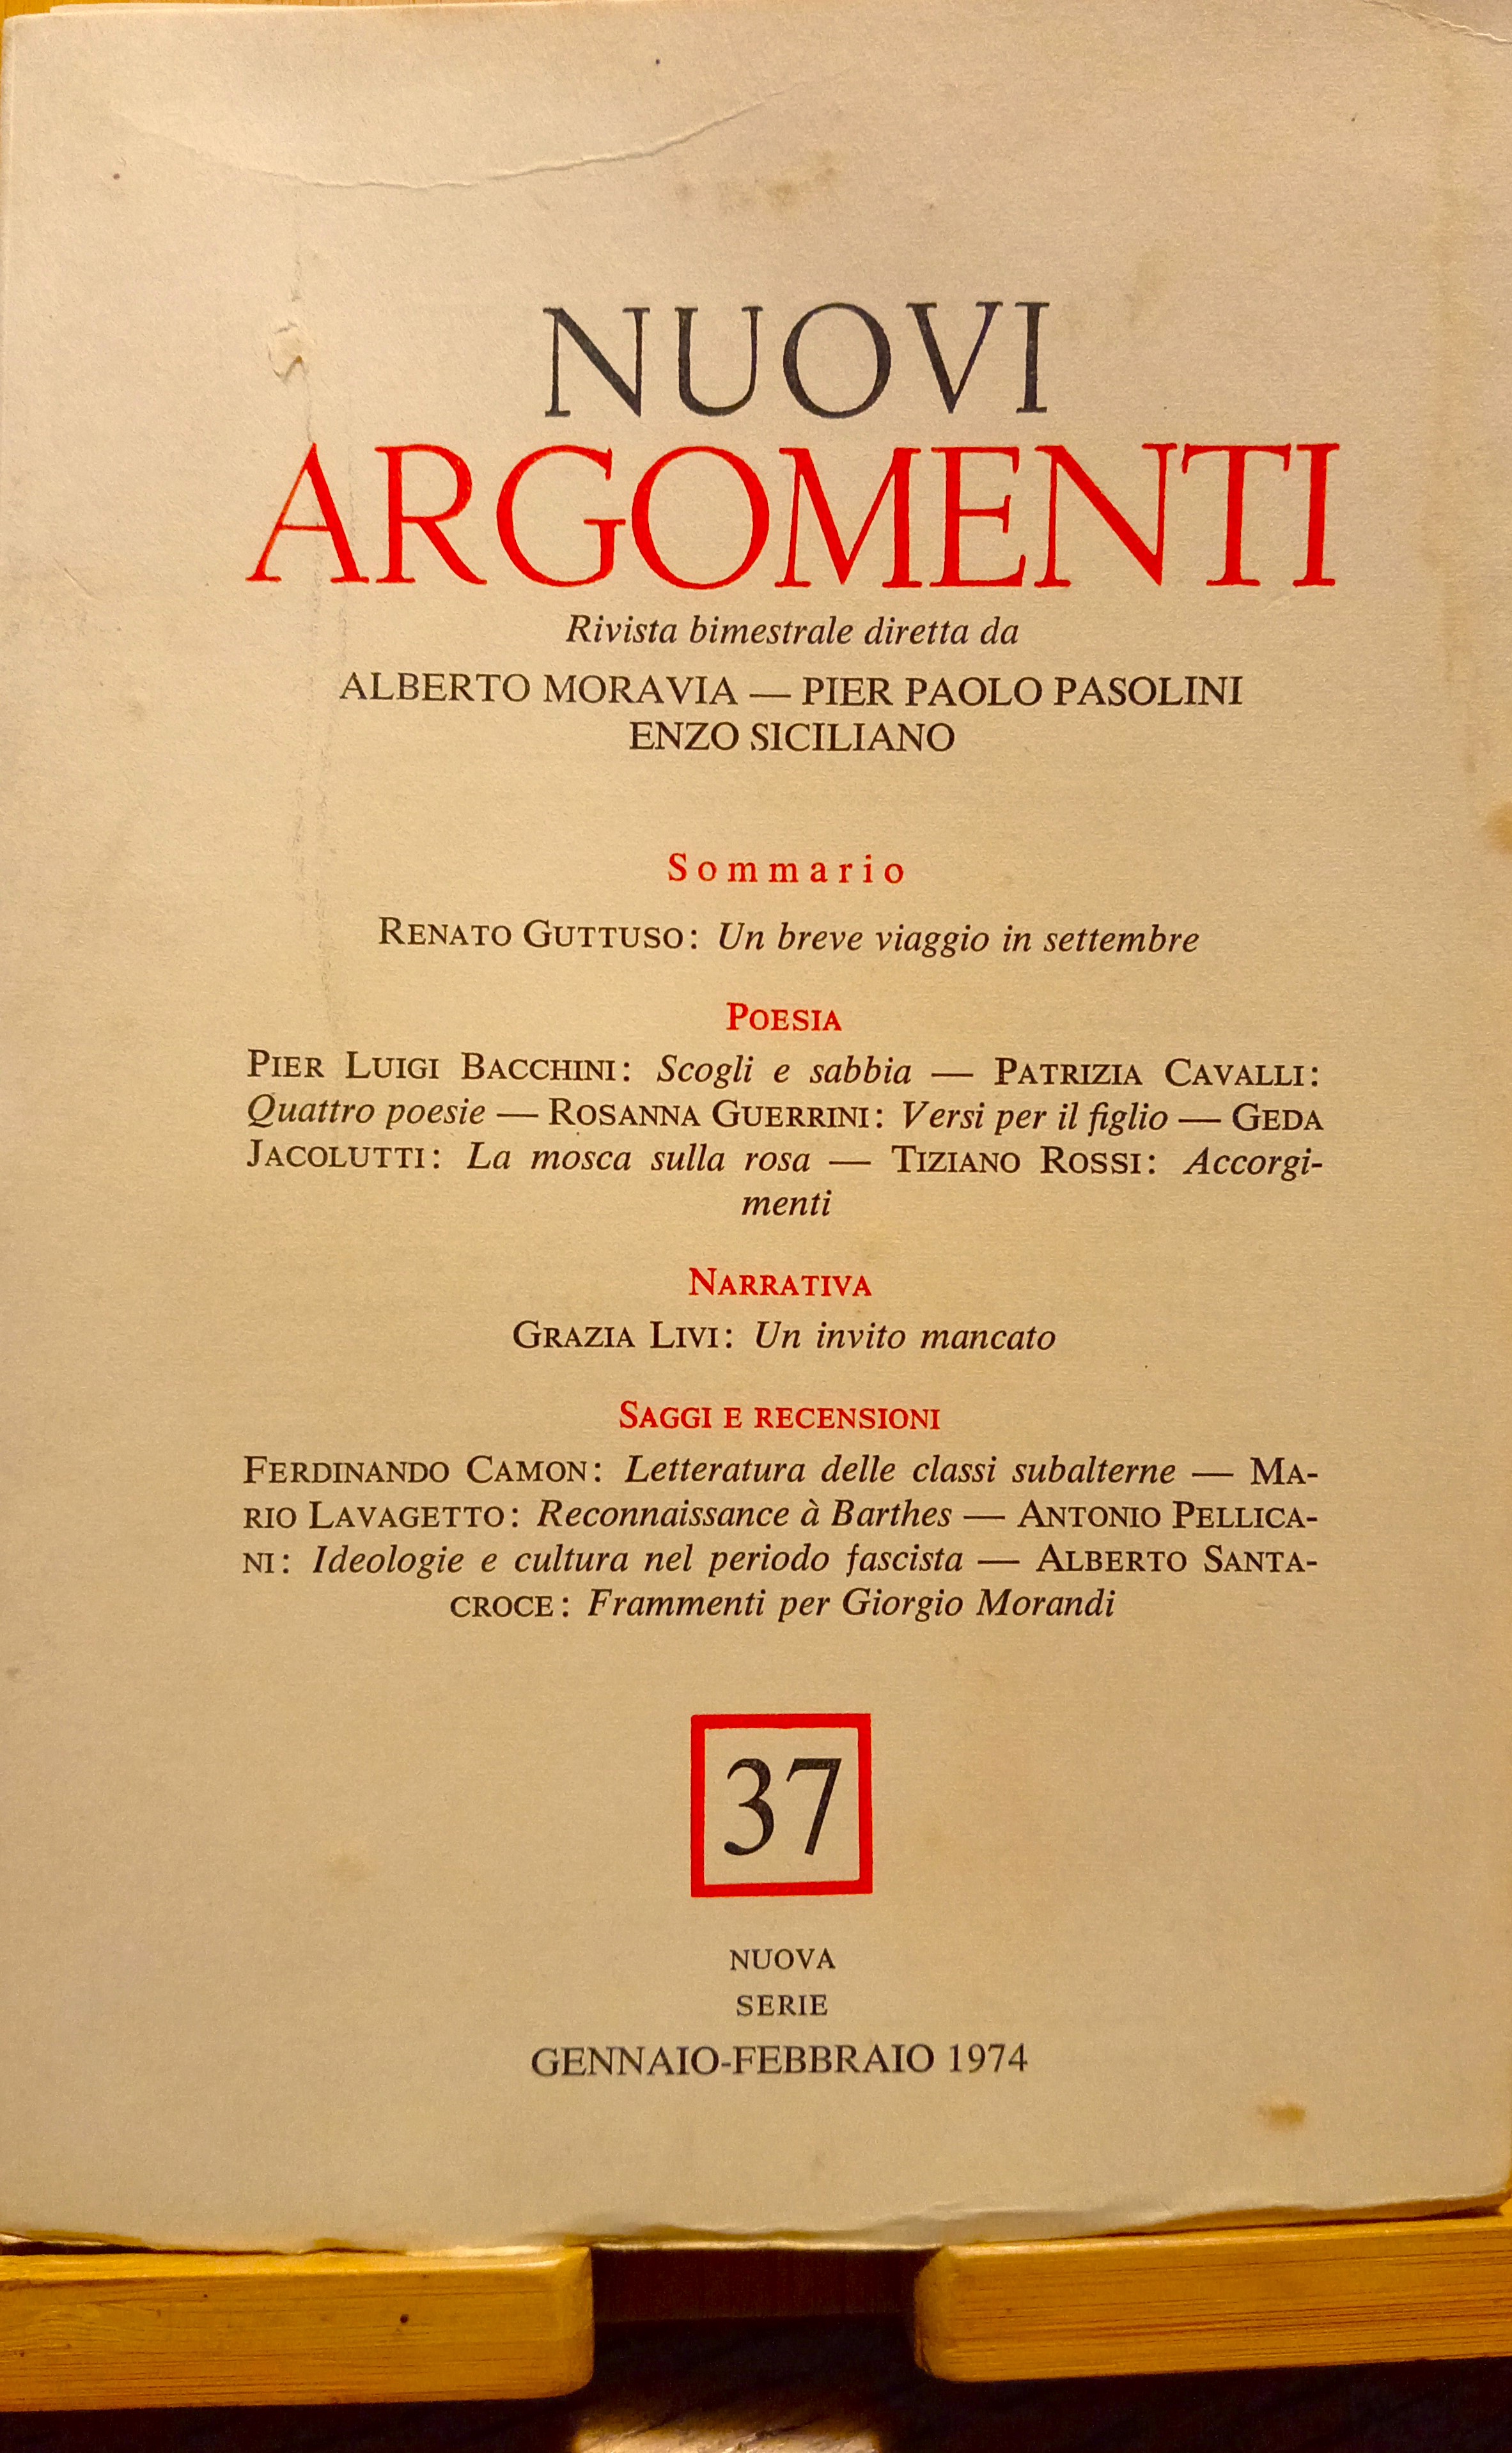 NUOVI
ARGOMENTI
Rivista bimestrale diretta da
ALBERTO MORAVIA — PIER PAOLO PASOLINI
ENZO SICILIANO
Sommario
RENATO GUTTUSO: Un breve viaggio in settembre
POESIA
PIER LUIGI BACCHINI: Scogli e sabbia — PATRIZIA CAVALLI:
Quattro poesie — ROSANNA GUERRINI: Versi per il figlio — GEDA
JACOLUTTI: La mosca sulla rosa — TIZIANO ROSSI: Accorgi-
menti
NARRATIVA
GRAZIA LIVI: Un invito mancato
SAGGI E RECENSIONI
FERDINANDO CAMON: Letteratura delle classi subalterne — MA-
RIO LAVAGETTO: Reconnaissance à Barthes — ANTONIO PELLICA-
NI: Ideologie e cultura nel periodo fascista — ALBERTO SANTA-
CROCE: Frammenti per Giorgio Morandi
37
NUOVA
SERIE
GENNAIO-FEBBRAIO 1974